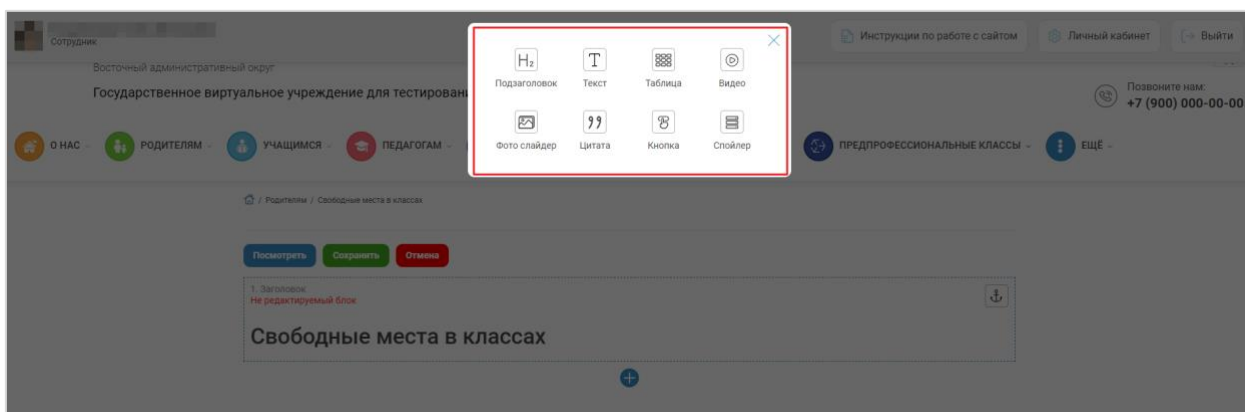 Сотрудник
Инструкции по работе с сайтом
Личный кабинет
Выйти
Восточный административный округ
Государственное виртуальное учреждение для
Позвоните нам:
+7 (900) 000-00-00
H₂ T
Подзаголовок Текст Таблица Видео
Фото слайдер Цитата Кнопка Спойлер
О НАС РОДИТЕЛЯМ УЧАЩИМСЯ ПЕДАГОГАМ ПРЕДПРОФЕССИОНАЛЬНЫЕ КЛАССЫ ЕЩЁ
/ Родителям / Свободные места в классах
Посмотреть Сохранить Отмена
1. Заголовок
Не редактируемый блок
Свободные места в классах